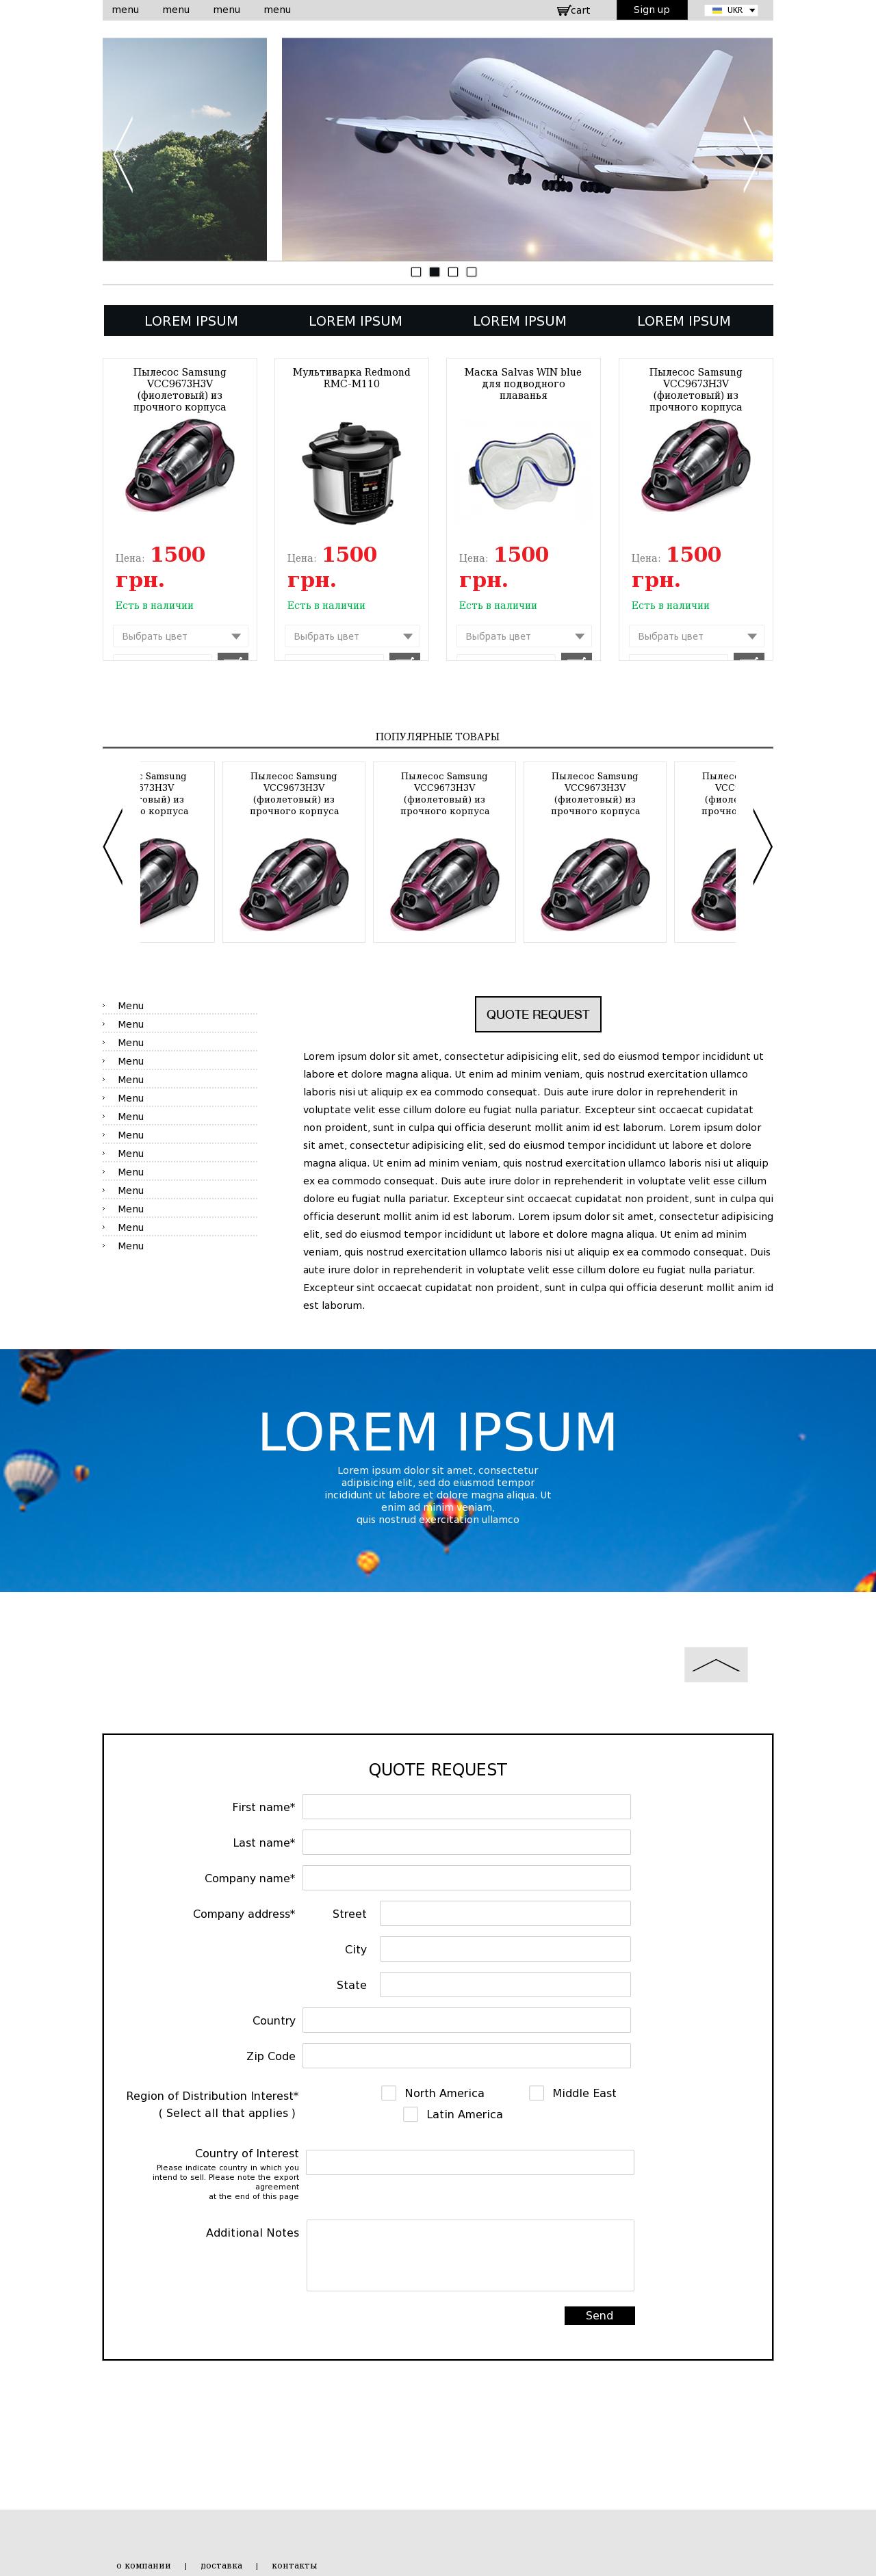 menu menu menu menu cart Sign up UKR
LOREM IPSUM LOREM IPSUM LOREM IPSUM LOREM IPSUM
Пылесос Samsung
VCC9673H3V
(фиолетовый) из
прочного корпуса
Цена: 1500
грн.
Есть в наличии
Выбрать цвет
Мультиварка Redmond
RMC-M110
Цена: 1500
грн.
Есть в наличии
Выбрать цвет
Маска Salvas WIN blue
для подводного
плаванья
Цена: 1500
грн.
Есть в наличии
Выбрать цвет
Пылесос Samsung
VCC9673H3V
(фиолетовый) из
прочного корпуса
Цена: 1500
грн.
Есть в наличии
Выбрать цвет
ПОПУЛЯРНЫЕ ТОВАРЫ
Samsung
из
корпуса
Пылесос Samsung
VCC9673H3V
(фиолетовый) из
прочного корпуса
Пылесос Samsung
VCC9673H3V
(фиолетовый) из
прочного корпуса
Пылесос Samsung
VCC9673H3V
(фиолетовый) из
прочного корпуса
Menu
Menu
Menu
Menu
Menu
Menu
Menu
Menu
Menu
Menu
Menu
Menu
Menu
Menu
QUOTE REQUEST
Lorem ipsum dolor sit amet, consectetur adipisicing elit, sed do eiusmod tempor incididunt ut
labore et dolore magna aliqua. Ut enim ad minim veniam, quis nostrud exercitation ullamco
laboris nisi ut aliquip ex ea commodo consequat. Duis aute irure dolor in reprehenderit in
voluptate velit esse cillum dolore eu fugiat nulla pariatur. Excepteur sint occaecat cupidatat
non proident, sunt in culpa qui officia deserunt mollit anim id est laborum. Lorem ipsum dolor
sit amet, consectetur adipisicing elit, sed do eiusmod tempor incididunt ut labore et dolore
magna aliqua. Ut enim ad minim veniam, quis nostrud exercitation ullamco laboris nisi ut aliquip
ex ea commodo consequat. Duis aute irure dolor in reprehenderit in voluptate velit esse cillum
dolore eu fugiat nulla pariatur. Excepteur sint occaecat cupidatat non proident, sunt in culpa qui
officia deserunt mollit anim id est laborum. Lorem ipsum dolor sit amet, consectetur adipisicing
elit, sed do eiusmod tempor incididunt ut labore et dolore magna aliqua. Ut enim ad minim
veniam, quis nostrud exercitation ullamco laboris nisi ut aliquip ex ea commodo consequat. Duis
aute irure dolor in reprehenderit in voluptate velit esse cillum dolore eu fugiat nulla pariatur.
Excepteur sint occaecat cupidatat non proident, sunt in culpa qui officia deserunt mollit anim id
est laborum.
LOREM IPSUM
Lorem ipsum dolor sit amet, consectetur
adipisicing elit, sed do eiusmod tempor
incididunt ut labore et dolore magna aliqua. Ut
enim ad minim veniam,
quis nostrud exercitation ullamco
QUOTE REQUEST
First name*
Last name*
Company name*
Company address* Street
City
State
Country
Zip Code
Region of Distribution Interest*
( Select all that applies )
North America Middle East
Latin America
Country of Interest
Please indicate country in which you
intend to sell. Please note the export
agreement
at the end of this page
Additional Notes
Send
о компании | доставка | контакты